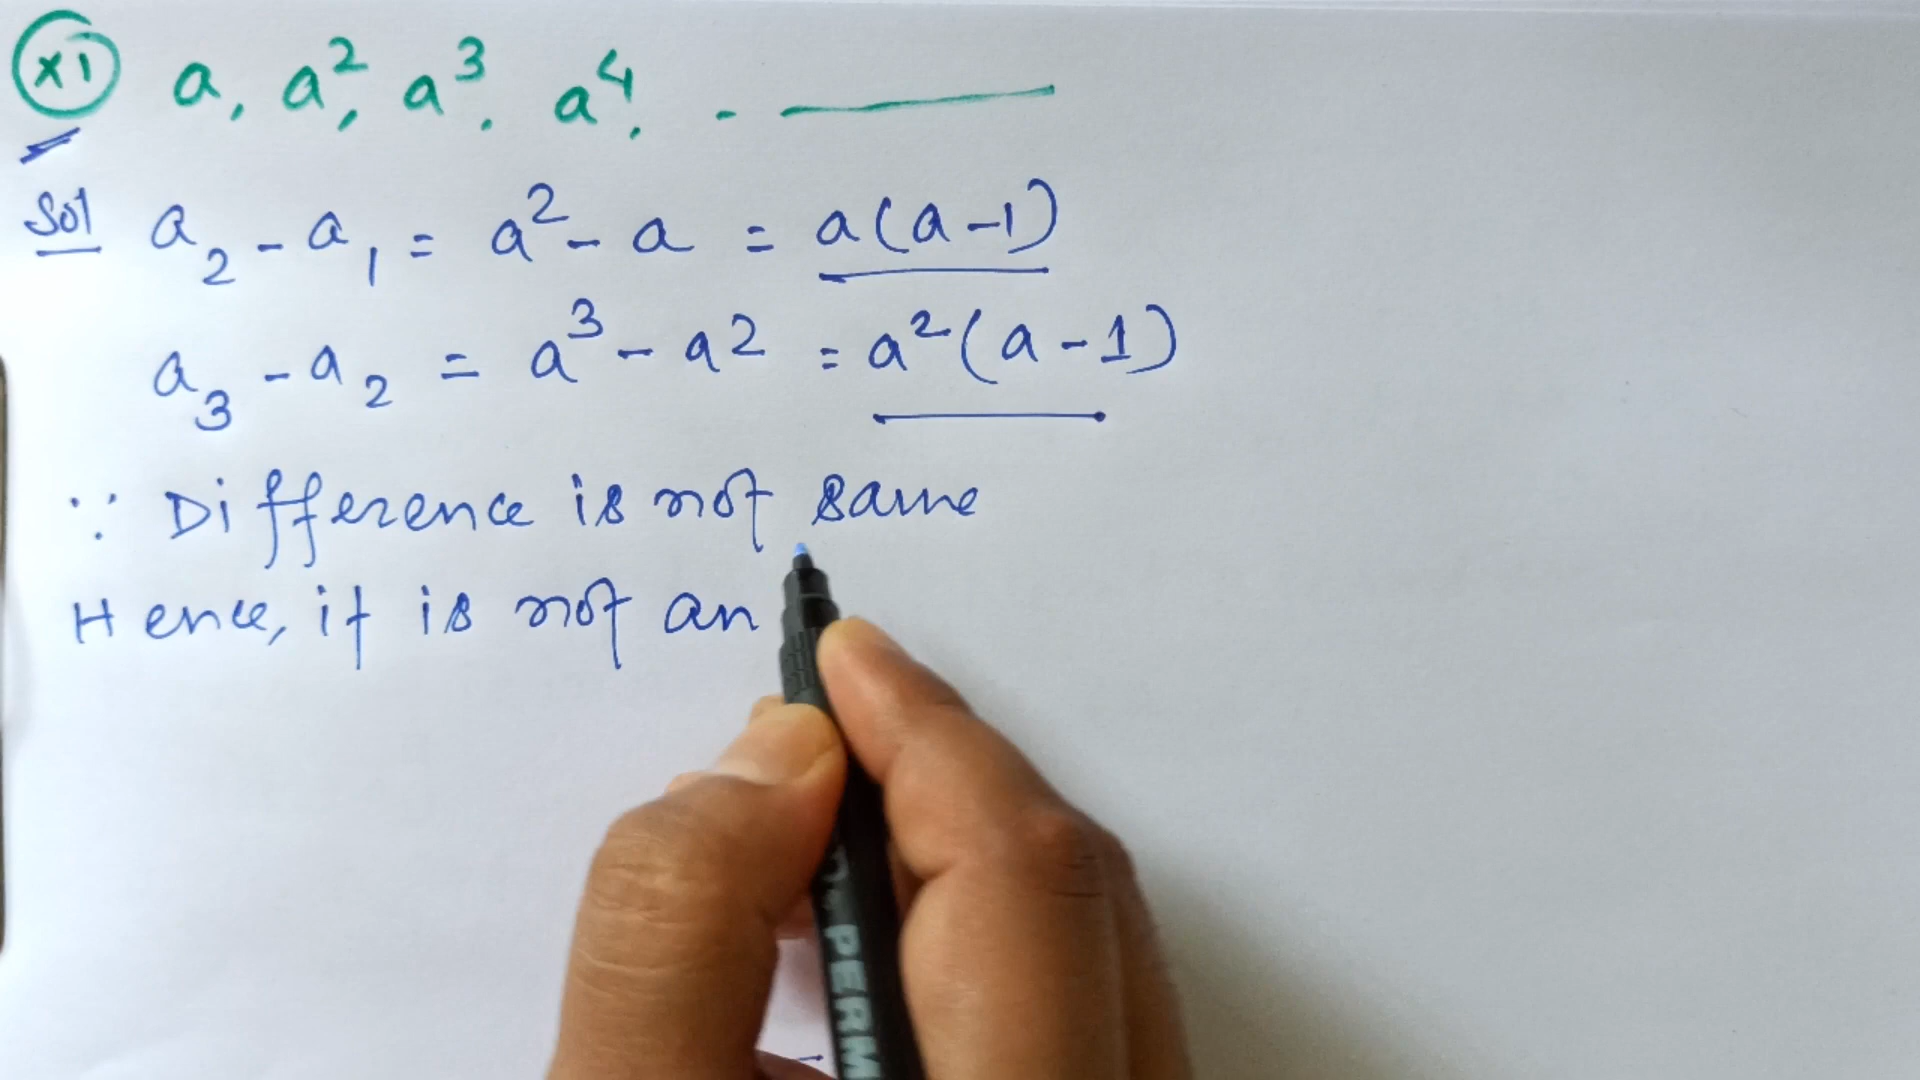 xi a, a², a³, a⁴, . ———
Sol a₂ - a₁ = a² - a = a(a-1)
a₃ - a₂ = a³ - a2 = a²(a-1)
∵ Difference is not same
Hence, it is not an
PERM